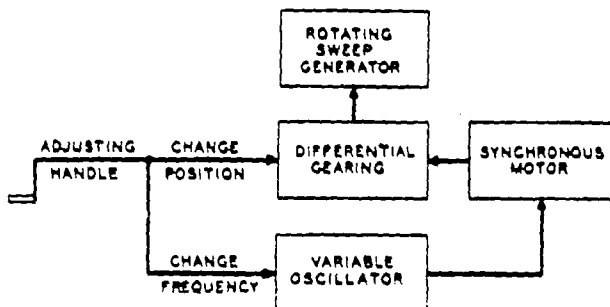 ROTATING
SWEEP
GENERATOR
ADJUSTING
HANDLE
CHANGE
POSITION
DIFFERENTIAL
GEARING
SYNCHRONOUS
MOTOR
CHANGE
FREQUENCY
VARIABLE
OSCILLATOR